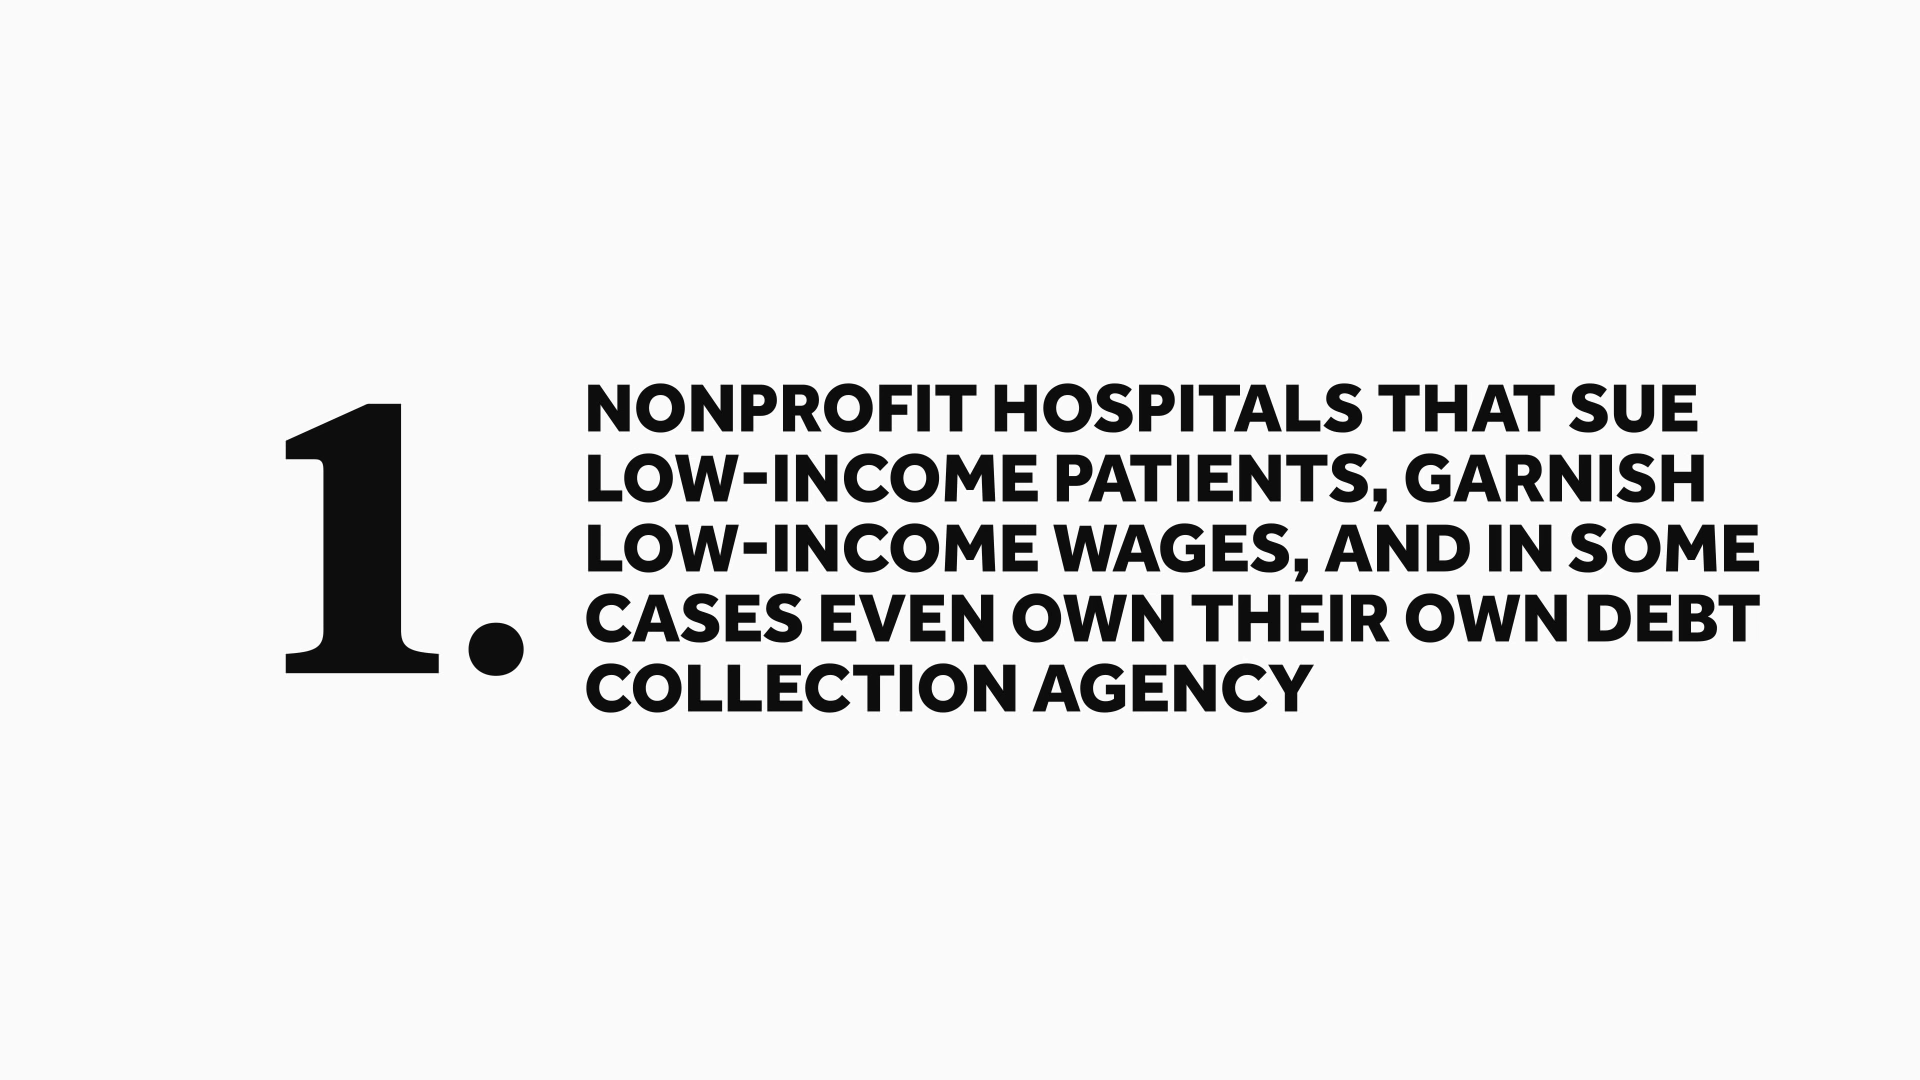 1.
NONPROFIT HOSPITALS THAT SUE
LOW-INCOME PATIENTS, GARNISH
LOW-INCOME WAGES, AND IN SOME
CASES EVEN OWN THEIR OWN DEBT
COLLECTION AGENCY